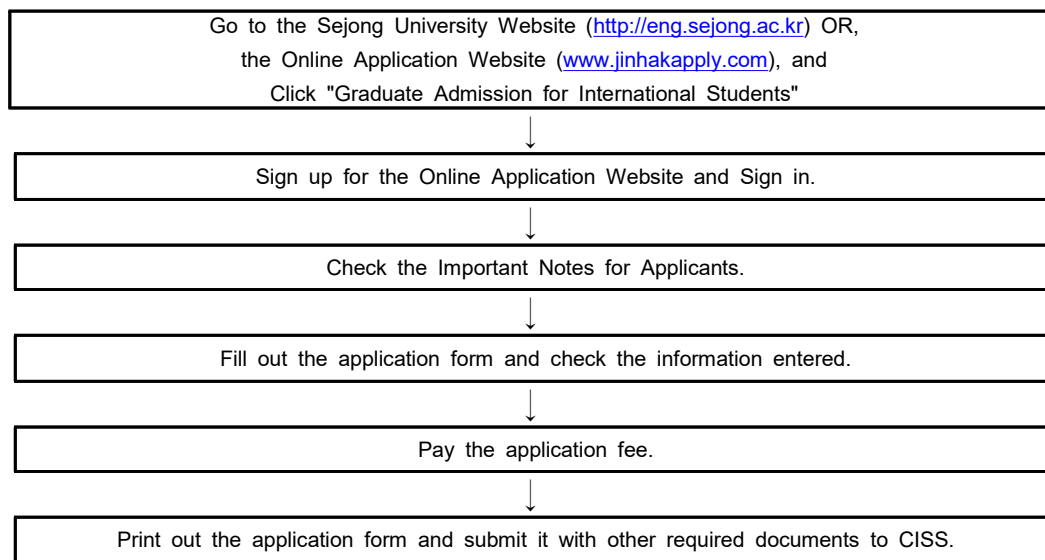 Go to the Sejong University Website (http://eng.sejong.ac.kr) OR,
the Online Application Website (www.jinhakapply.com), and
Click "Graduate Admission for International Students"
↓
Sign up for the Online Application Website and Sign in.
↓
Check the Important Notes for Applicants.
↓
Fill out the application form and check the information entered.
↓
Pay the application fee.
↓
Print out the application form and submit it with other required documents to CISS.